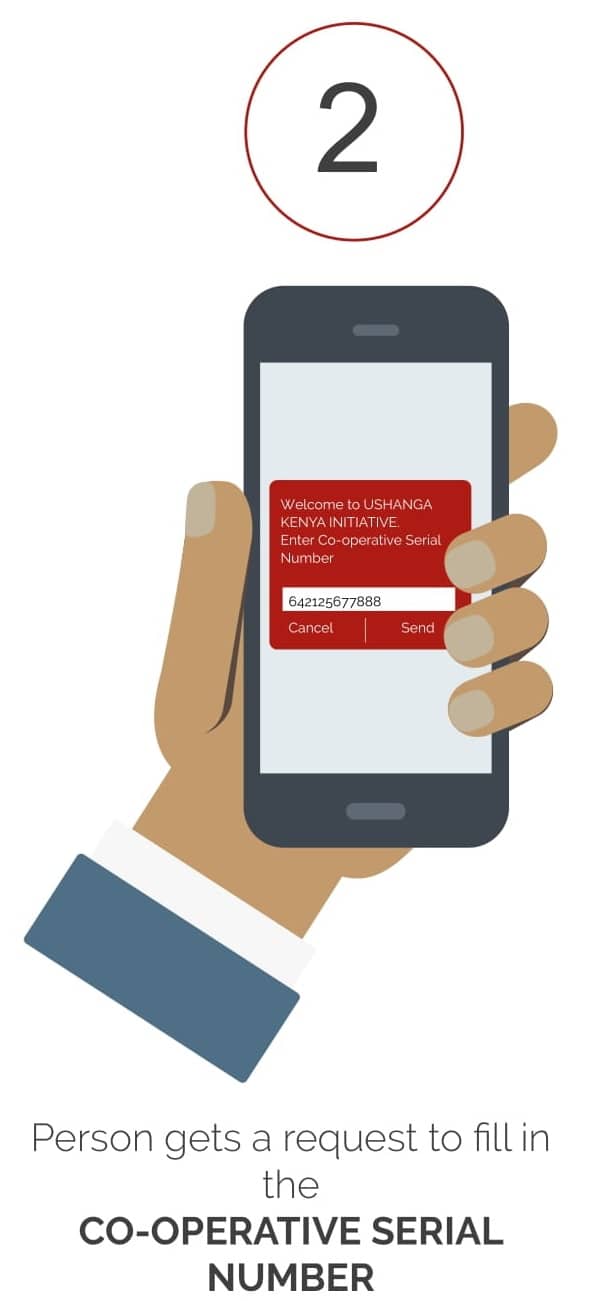 2
Welcome to USHANGA
KENYA INITIATIVE.
Enter Co-operative Serial
Number
642125677888
Cancel | Send
Person gets a request to fill in
the
CO-OPERATIVE SERIAL
NUMBER